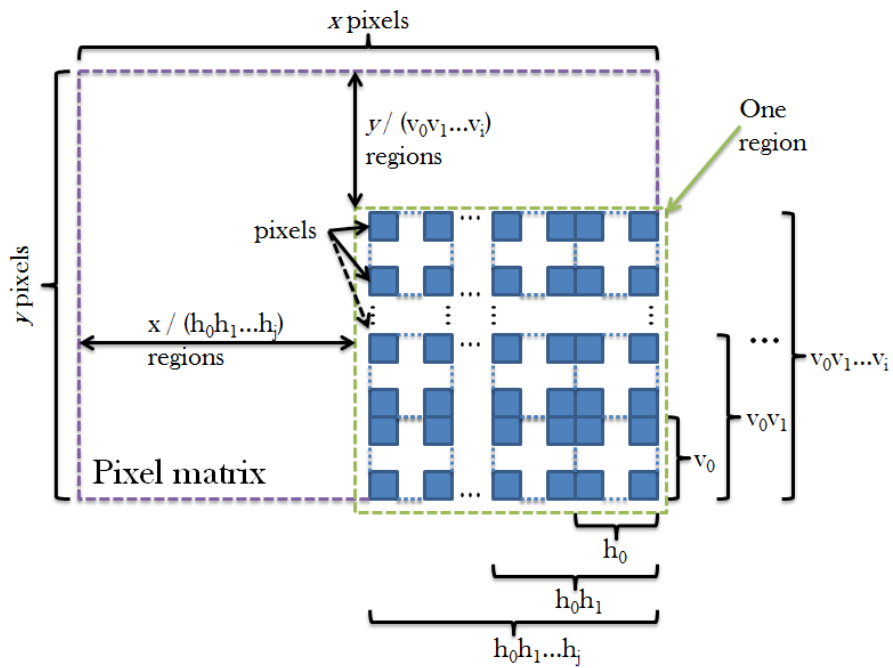 x pixels
y / (v₀v₁...vᵢ)
regions
One
region
pixels
...
y pixels
x / (h₀h₁...hⱼ)
regions
...
...
v₀v₁...vᵢ
v₀v₁
v₀
Pixel matrix
...
h₀
h₀h₁
h₀h₁...hⱼ